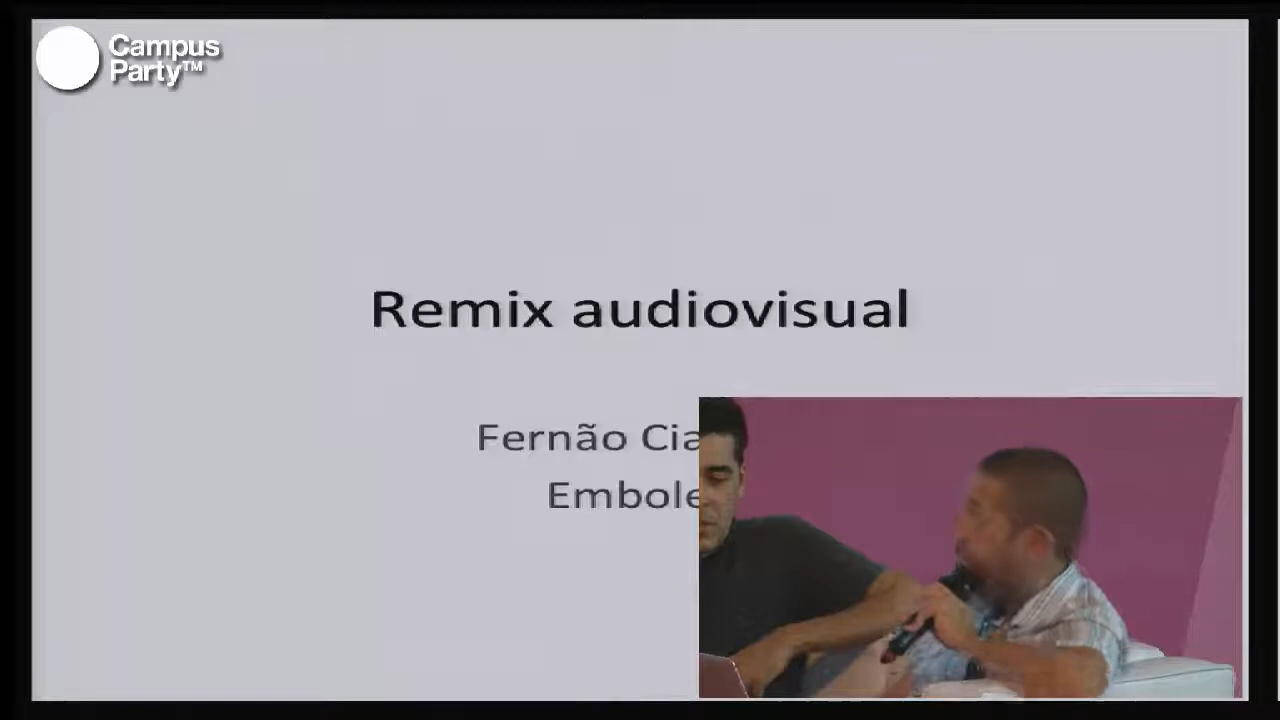 Campus
Party™
Remix audiovisual
Fernão Cia
Embole